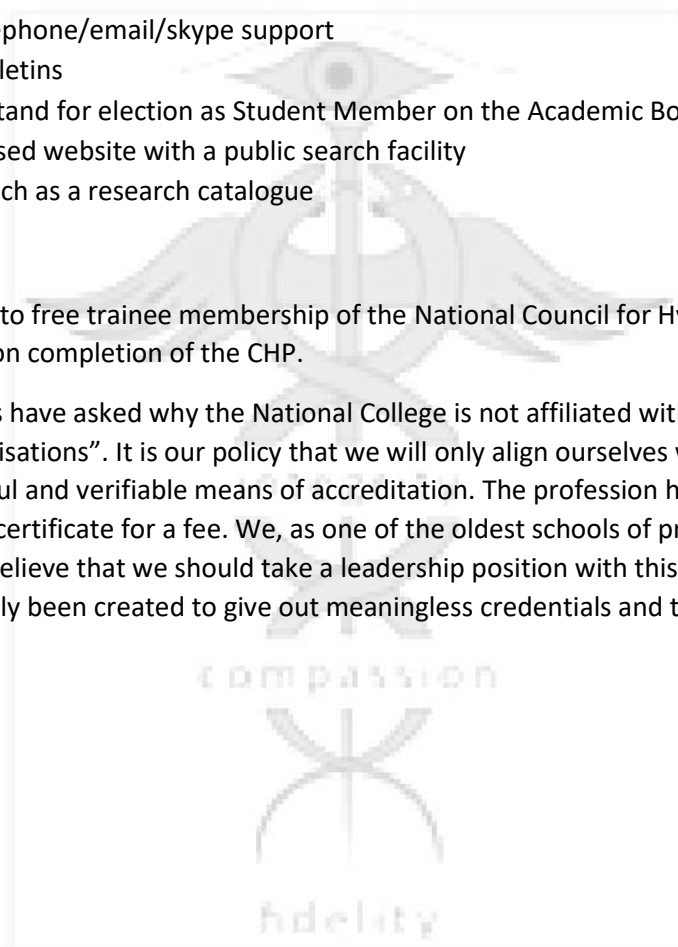 ephone/email/skype support
letins
tand for election as Student Member on the Academic Bo
sed website with a public search facility
ch as a research catalogue
to free trainee membership of the National Council for Hy
on completion of the CHP.
s have asked why the National College is not affiliated with
isations”. It is our policy that we will only align ourselves v
ul and verifiable means of accreditation. The profession h
certificate for a fee. We, as one of the oldest schools of pr
believe that we should take a leadership position with this
ly been created to give out meaningless credentials and t
compassion
fidelity